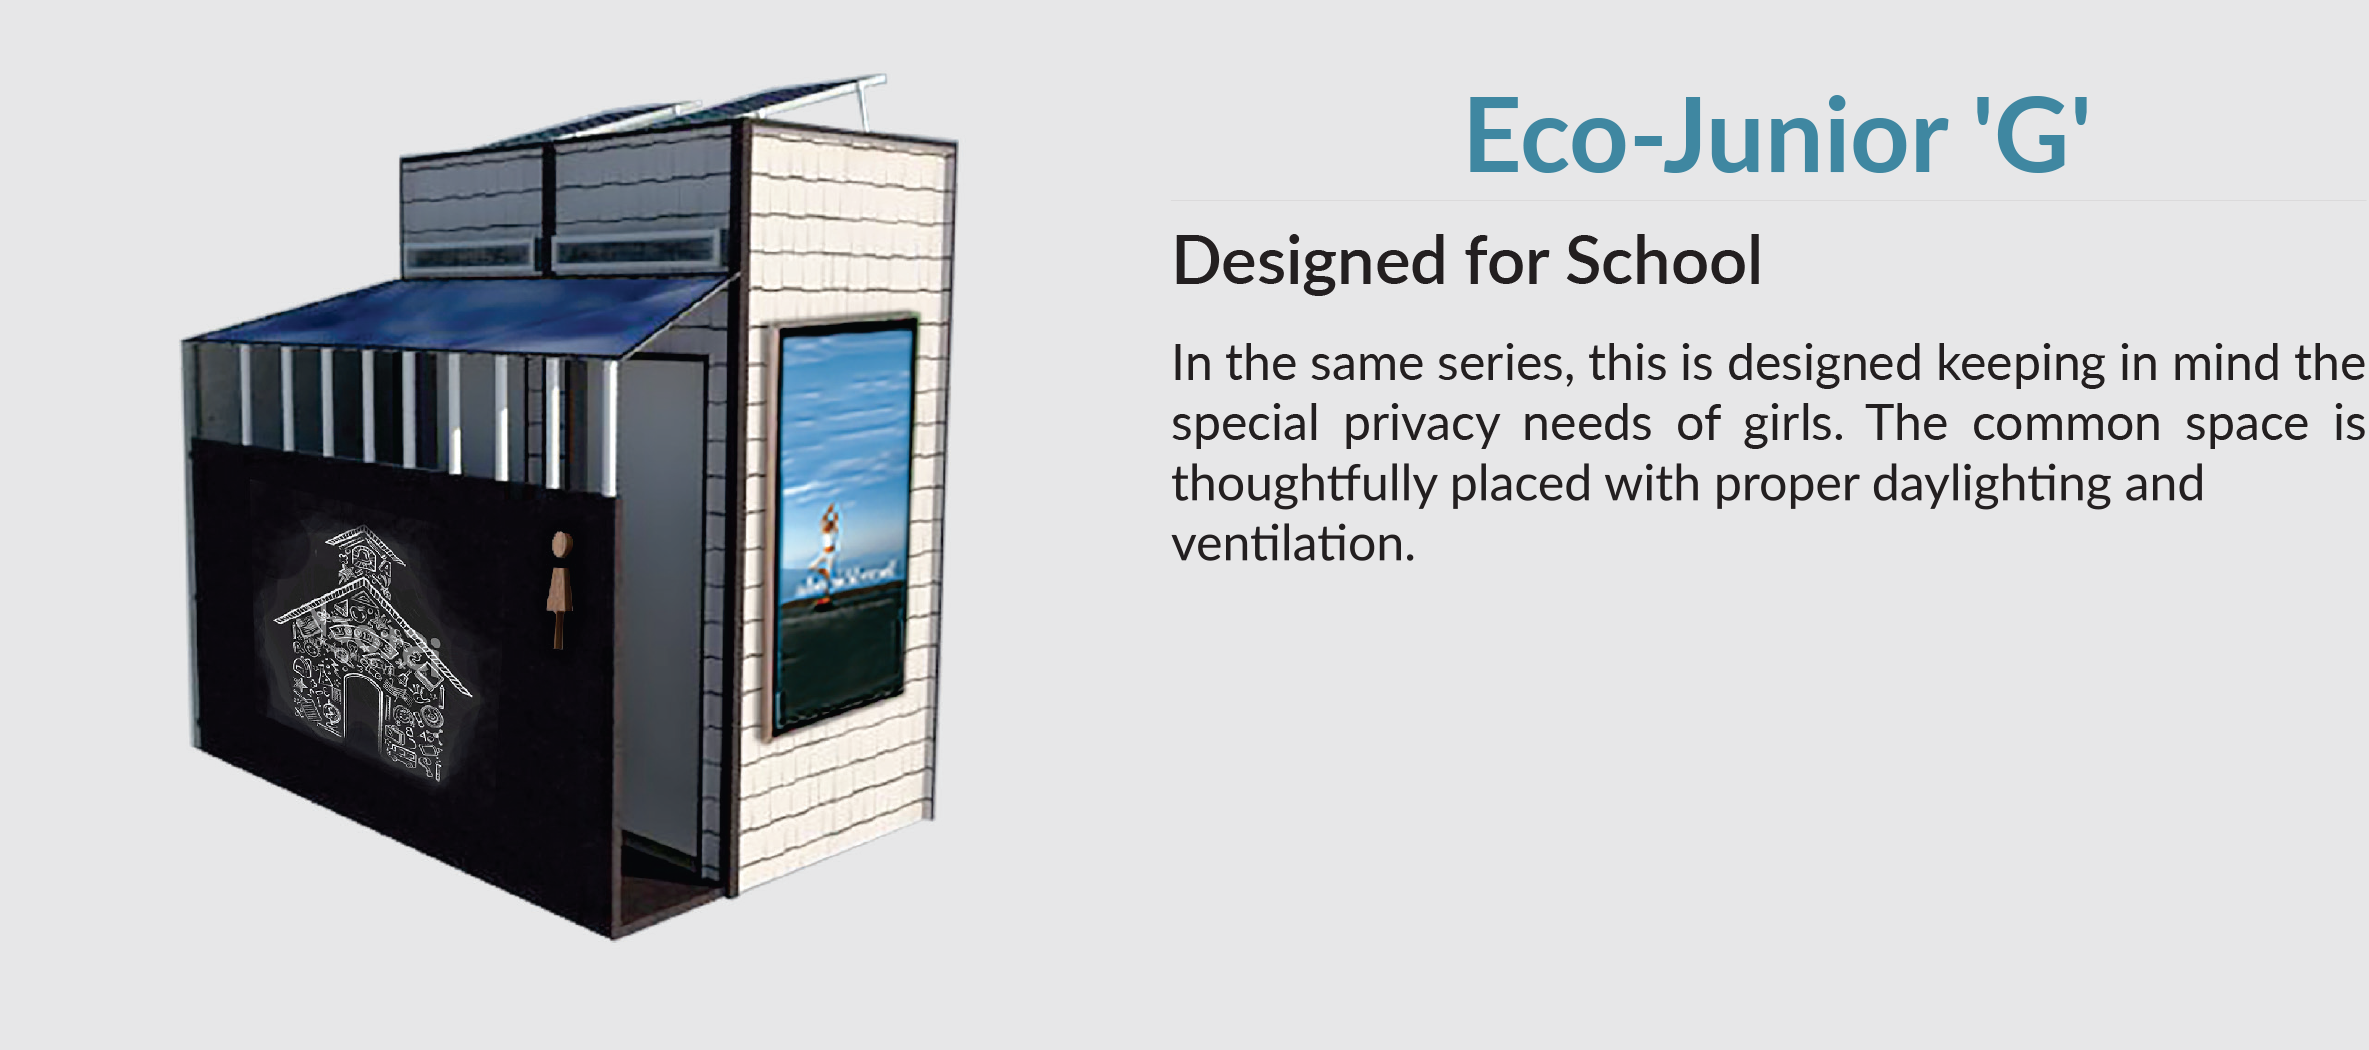 Eco-Junior 'G'
Designed for School
In the same series, this is designed keeping in mind the
special privacy needs of girls. The common space is
thoughtfully placed with proper daylighting and
ventilation.